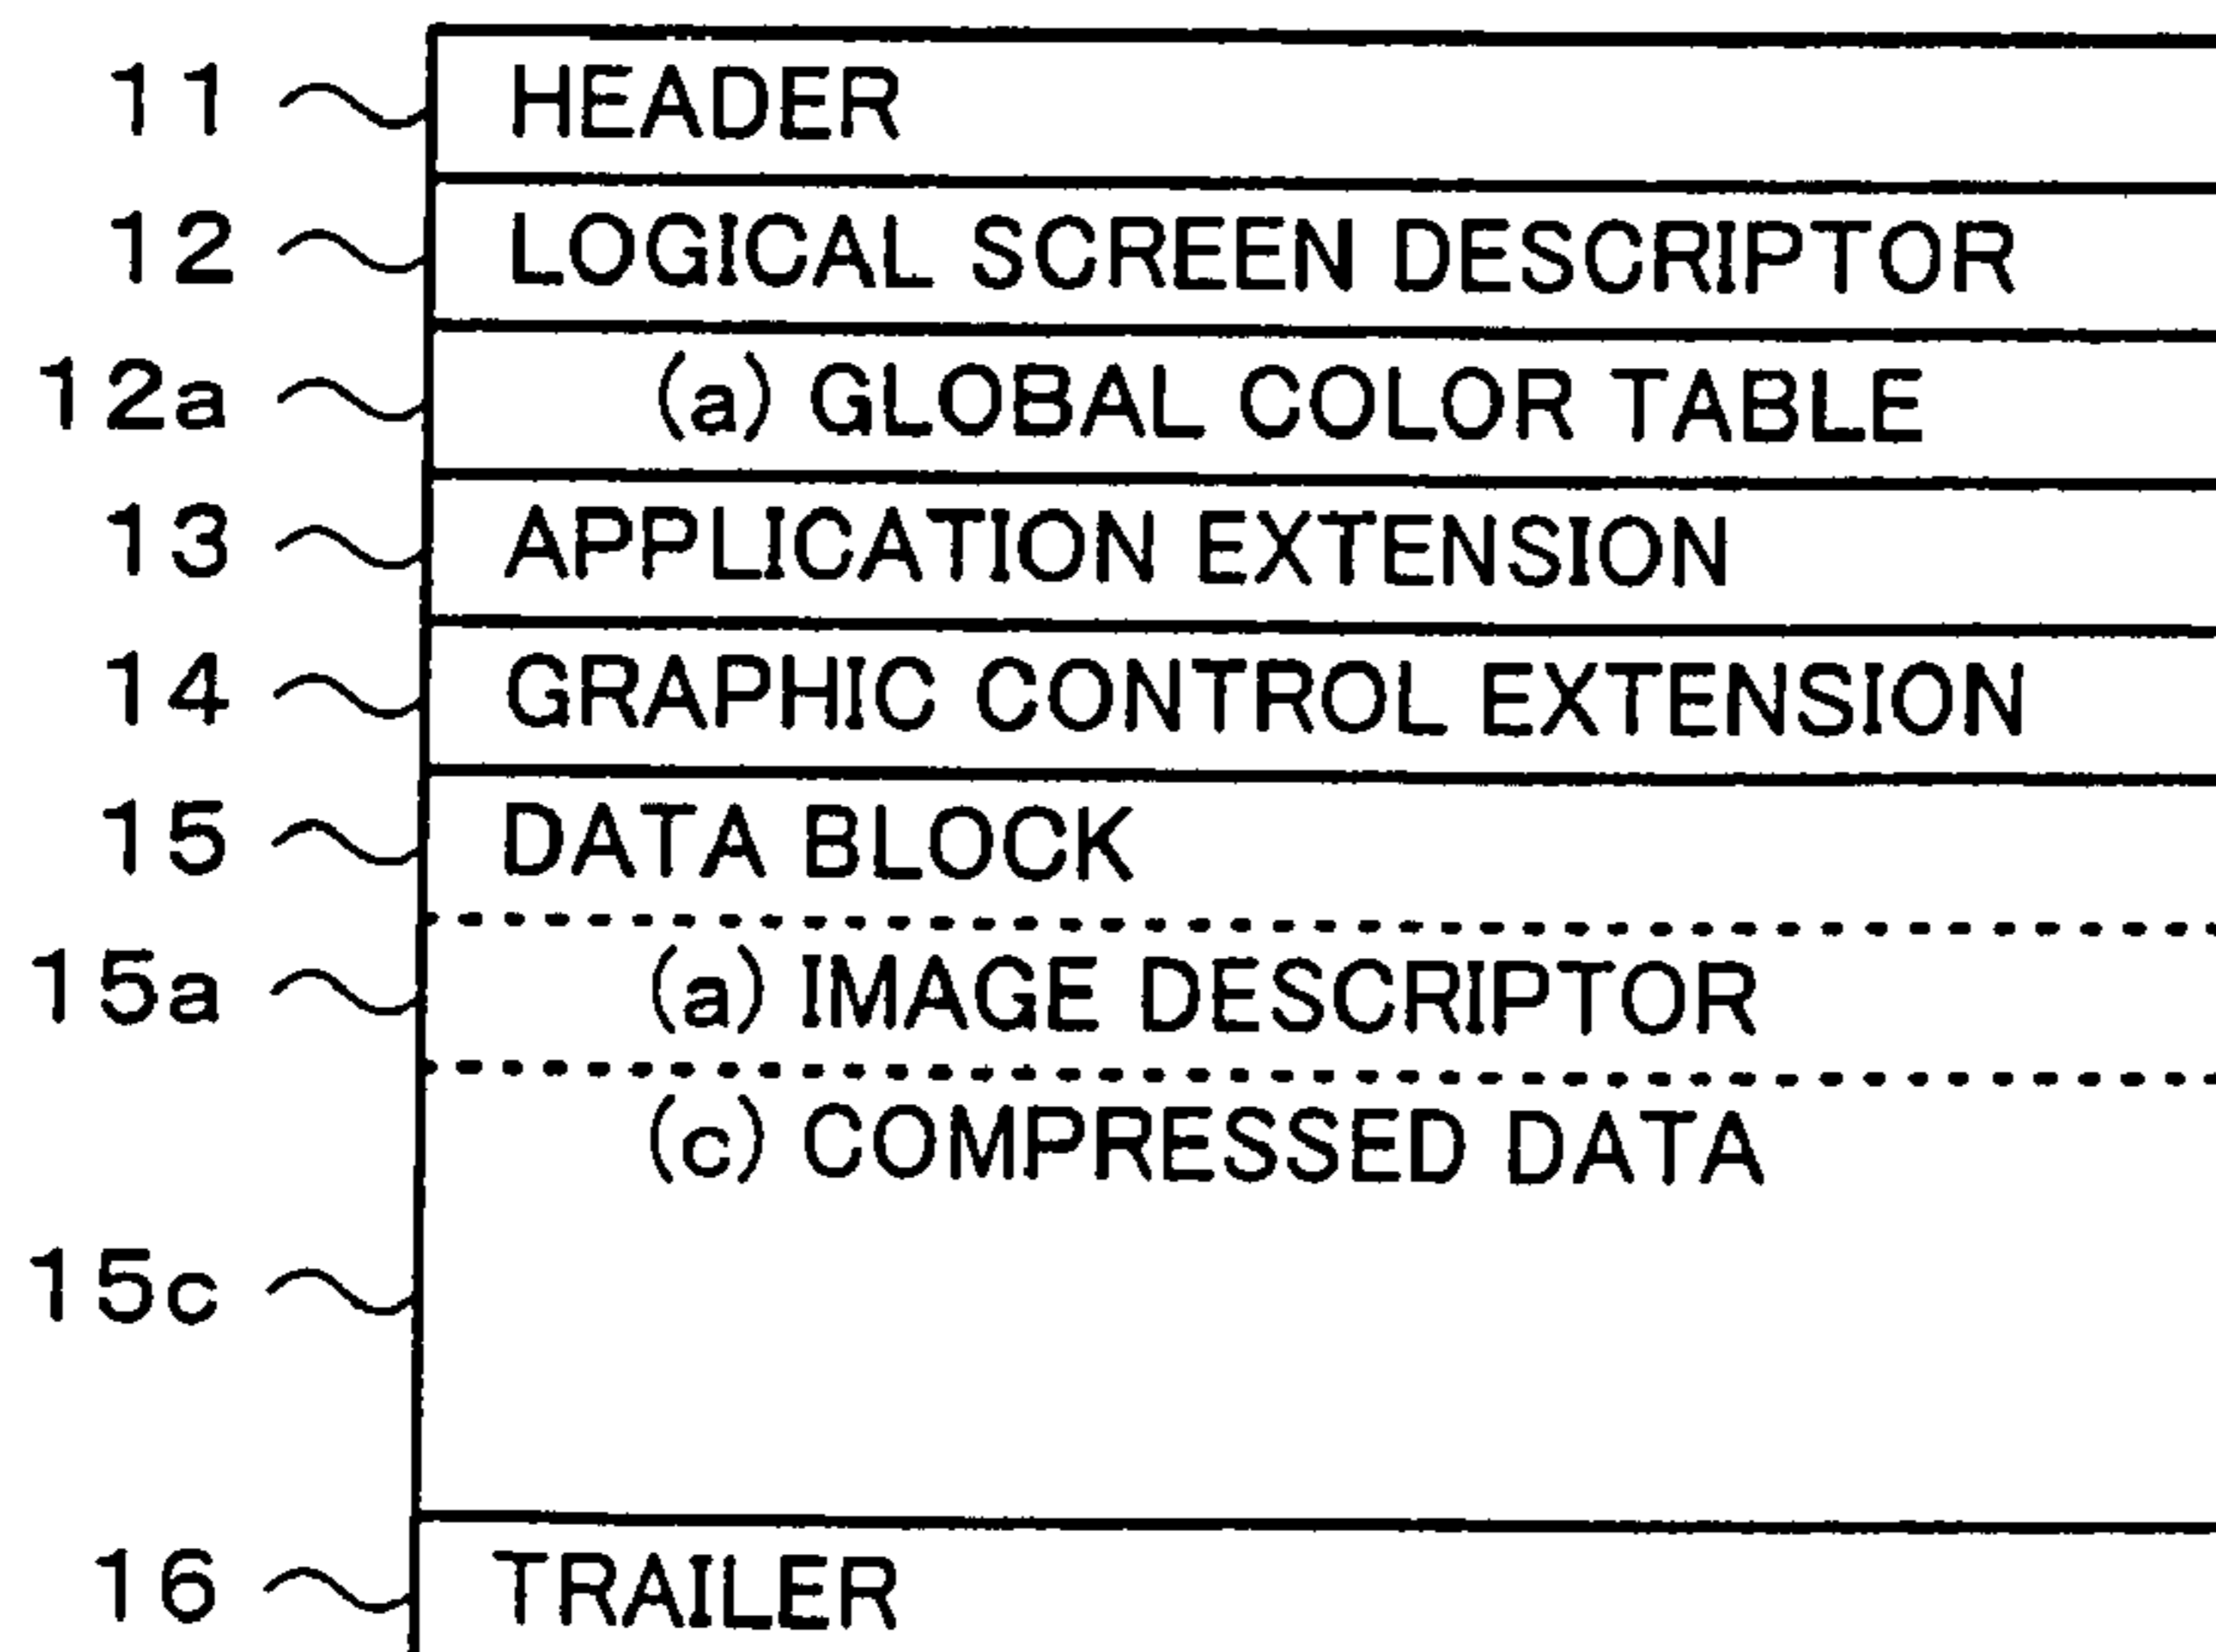 11 HEADER
12 LOGICAL SCREEN DESCRIPTOR
12a (a) GLOBAL COLOR TABLE
13 APPLICATION EXTENSION
14 GRAPHIC CONTROL EXTENSION
15 DATA BLOCK
15a (a) IMAGE DESCRIPTOR
(c) COMPRESSED DATA
15c
16 TRAILER